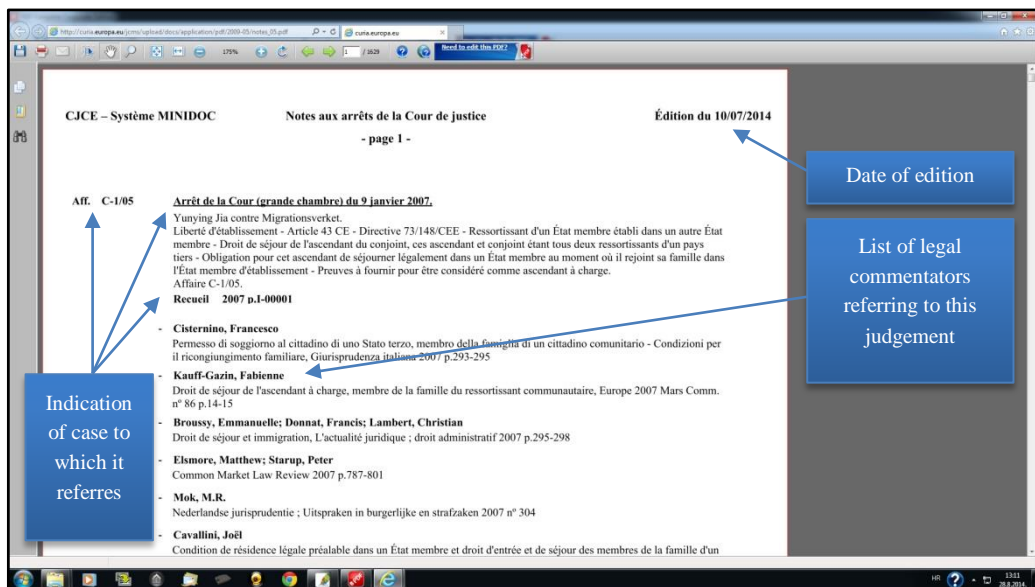 http://curia.europa.eu/jcms/upload/docs/application/pdf/2009-05/notes_05.pdf
curia.europa.eu
175%
1 / 1629
Need to edit this PDF?
CJCE – Système MINIDOC Notes aux arrêts de la Cour de justice Édition du 10/07/2014
- page 1 -
Date of edition
Aff. C-1/05 Arrêt de la Cour (grande chambre) du 9 janvier 2007.
Yunying Jia contre Migrationsverket.
Liberté d'établissement - Article 43 CE - Directive 73/148/CEE - Ressortissant d'un État membre établi dans un autre État
membre - Droit de séjour de l'ascendant du conjoint, ces ascendant et conjoint étant tous deux ressortissants d'un pays
tiers - Obligation pour cet ascendant de séjourner légalement dans un État membre au moment où il rejoint sa famille dans
l'État membre d'établissement - Preuves à fournir pour être considéré comme ascendant à charge.
Affaire C-1/05.
Recueil 2007 p.I-00001
List of legal
commentators
referring to this
judgement
- Cisternino, Francesco
Permesso di soggiorno al cittadino di uno Stato terzo, membro della famiglia di un cittadino comunitario - Condizioni per
il ricongiungimento familiare, Giurisprudenza italiana 2007 p.293-295
- Kauff-Gazin, Fabienne
Droit de séjour de l'ascendant à charge, membre de la famille du ressortissant communautaire, Europe 2007 Mars Comm.
nº 86 p.14-15
- Broussy, Emmanuelle; Donnat, Francis; Lambert, Christian
Droit de séjour et immigration, L'actualité juridique ; droit administratif 2007 p.295-298
- Elsmore, Matthew; Starup, Peter
Common Market Law Review 2007 p.787-801
- Mok, M.R.
Nederlandse jurisprudentie ; Uitspraken in burgerlijke en strafzaken 2007 nº 304
- Cavallini, Joël
Condition de résidence légale préalable dans un État membre et droit d'entrée et de séjour des membres de la famille d'un
Indication
of case to
which it
referres
HR
13:11
28.8.2014.